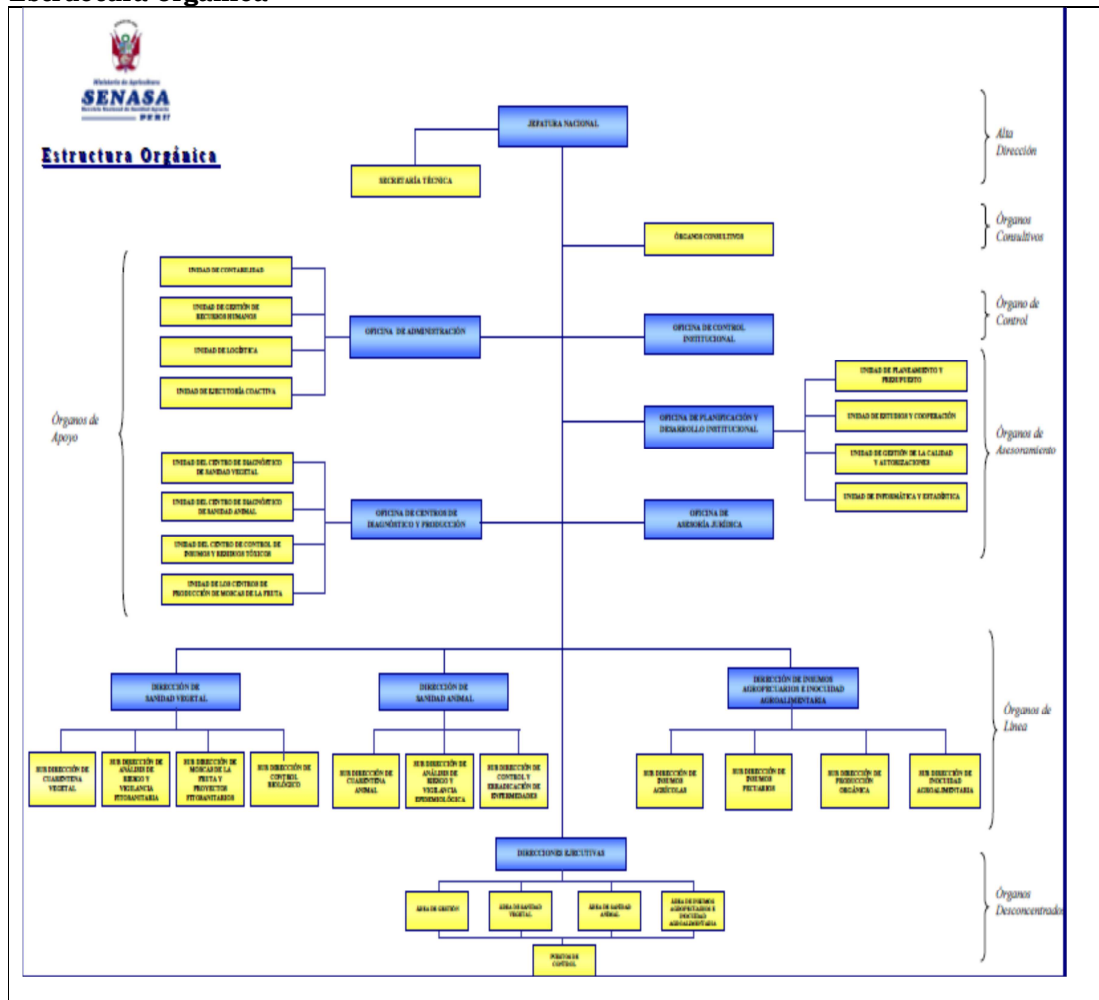 Estructura orgánica
Ministerio de Agricultura
SENASA
Servicio Nacional de Sanidad Agraria
PERÚ
Estructura Orgánica
JEFATURA NACIONAL
SECRETARÍA TÉCNICA
Alta
Dirección
ÓRGANOS CONSULTIVOS
Órganos
Consultivos
UNIDAD DE CONTABILIDAD
UNIDAD DE GESTIÓN DE
RECURSOS HUMANOS
UNIDAD DE LOGÍSTICA
UNIDAD DE EJECUTORÍA COACTIVA
OFICINA DE ADMINISTRACIÓN
OFICINA DE CONTROL
INSTITUCIONAL
Órgano de
Control
Órganos de
Apoyo
OFICINA DE PLANIFICACIÓN Y
DESARROLLO INSTITUCIONAL
UNIDAD DE PLANEAMIENTO Y
PRESUPUESTO
UNIDAD DE ESTUDIOS Y COOPERACIÓN
UNIDAD DE GESTIÓN DE LA CALIDAD
Y AUTORIZACIONES
UNIDAD DE INFORMÁTICA Y ESTADÍSTICA
Órganos de
Asesoramiento
UNIDAD DEL CENTRO DE DIAGNÓSTICO
DE SANIDAD VEGETAL
UNIDAD DEL CENTRO DE DIAGNÓSTICO
DE SANIDAD ANIMAL
UNIDAD DEL CENTRO DE CONTROL DE
INSUMOS Y RESIDUOS TÓXICOS
UNIDAD DE LOS CENTROS DE
PRODUCCIÓN DE MOSCAS DE LA FRUTA
OFICINA DE CENTROS DE
DIAGNÓSTICO Y PRODUCCIÓN
OFICINA DE
ASESORÍA JURÍDICA
DIRECCIÓN DE
SANIDAD VEGETAL
DIRECCIÓN DE
SANIDAD ANIMAL
DIRECCIÓN DE INSUMOS
AGROPECUARIOS E INOCUIDAD
AGROALIMENTARIA
Órganos de
Línea
SUB DIRECCIÓN DE
CUARENTENA
VEGETAL
SUB DIRECCIÓN DE
ANÁLISIS DE
RIESGO Y
VIGILANCIA
FITOSANITARIA
SUB DIRECCIÓN DE
MOSCAS DE LA
FRUTA Y
PROYECTOS
FITOSANITARIOS
SUB DIRECCIÓN DE
CONTROL
BIOLÓGICO
SUB DIRECCIÓN DE
CUARENTENA
ANIMAL
SUB DIRECCIÓN DE
ANÁLISIS DE
RIESGO Y
VIGILANCIA
EPIDEMIOLÓGICA
SUB DIRECCIÓN DE
CONTROL Y
ERRADICACIÓN DE
ENFERMEDADES
SUB DIRECCIÓN DE
INSUMOS
AGRÍCOLAS
SUB DIRECCIÓN DE
INSUMOS
PECUARIOS
SUB DIRECCIÓN DE
PRODUCCIÓN
ORGÁNICA
SUB DIRECCIÓN DE
INOCUIDAD
AGROALIMENTARIA
DIRECCIONES EJECUTIVAS
ÁREA DE GESTIÓN
ÁREA DE SANIDAD
VEGETAL
ÁREA DE SANIDAD
ANIMAL
ÁREA DE INSUMOS
AGROPECUARIOS E
INOCUIDAD
AGROALIMENTARIA
PUESTOS DE
CONTROL
Órganos
Desconcentrados